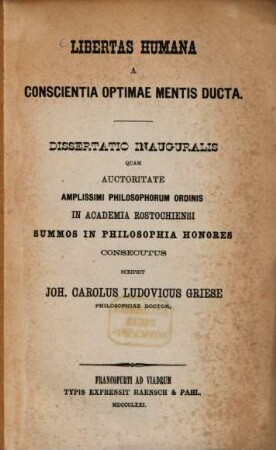 LIBERTAS HUMANA
A
CONSCIENTIA OPTIMAE MENTIS DUCTA.
DISSERTATIO INAUGURALIS
QUAM
AUCTORITATE
AMPLISSIMI PHILOSOPHORUM ORDINIS
IN ACADEMIA ROSTOCHIENSI
SUMMOS IN PHILOSOPHIA HONORES
CONSECUTUS
SCRIPSIT
JOH. CAROLUS LUDOVICUS GRIESE
PHILOSOPHIAE DOCTOR.
FRANCOFURTI AD VIADRUM
TYPIS EXPRESSIT HAENSCH & PAHL.
MDCCCLXXI.